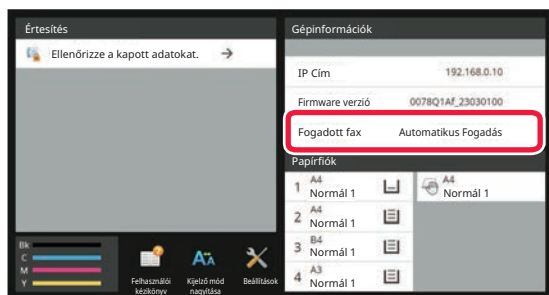 Értesítés
Ellenőrizze a kapott adatokat.
Gépinformációk
IP Cím 192.168.0.10
Firmware verzió 0078Q1Af_23030100
Fogadott fax Automatikus Fogadás
Papírfiók
1 A4 Normál 1
A4 Normál 1
2 A4 Normál 1
3 B4 Normál 1
4 A3 Normál 1
Bk
C
M
Y
Felhasználói kézikönyv
Kijelző mód nagyítása
Beállítások